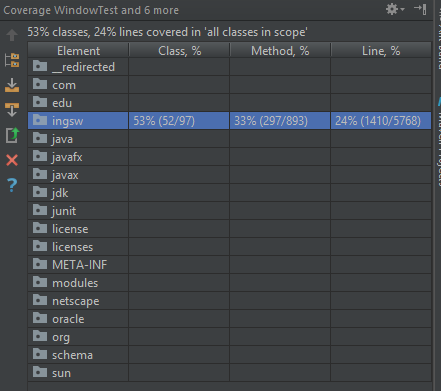 Coverage WindowTest and 6 more
53% classes, 24% lines covered in 'all classes in scope'
Element Class, % Method, % Line, %
__redirected
com
edu
ingsw 53% (52/97) 33% (297/893) 24% (1410/5768)
java
javafx
javax
jdk
junit
license
licenses
META-INF
modules
netscape
oracle
org
schema
sun